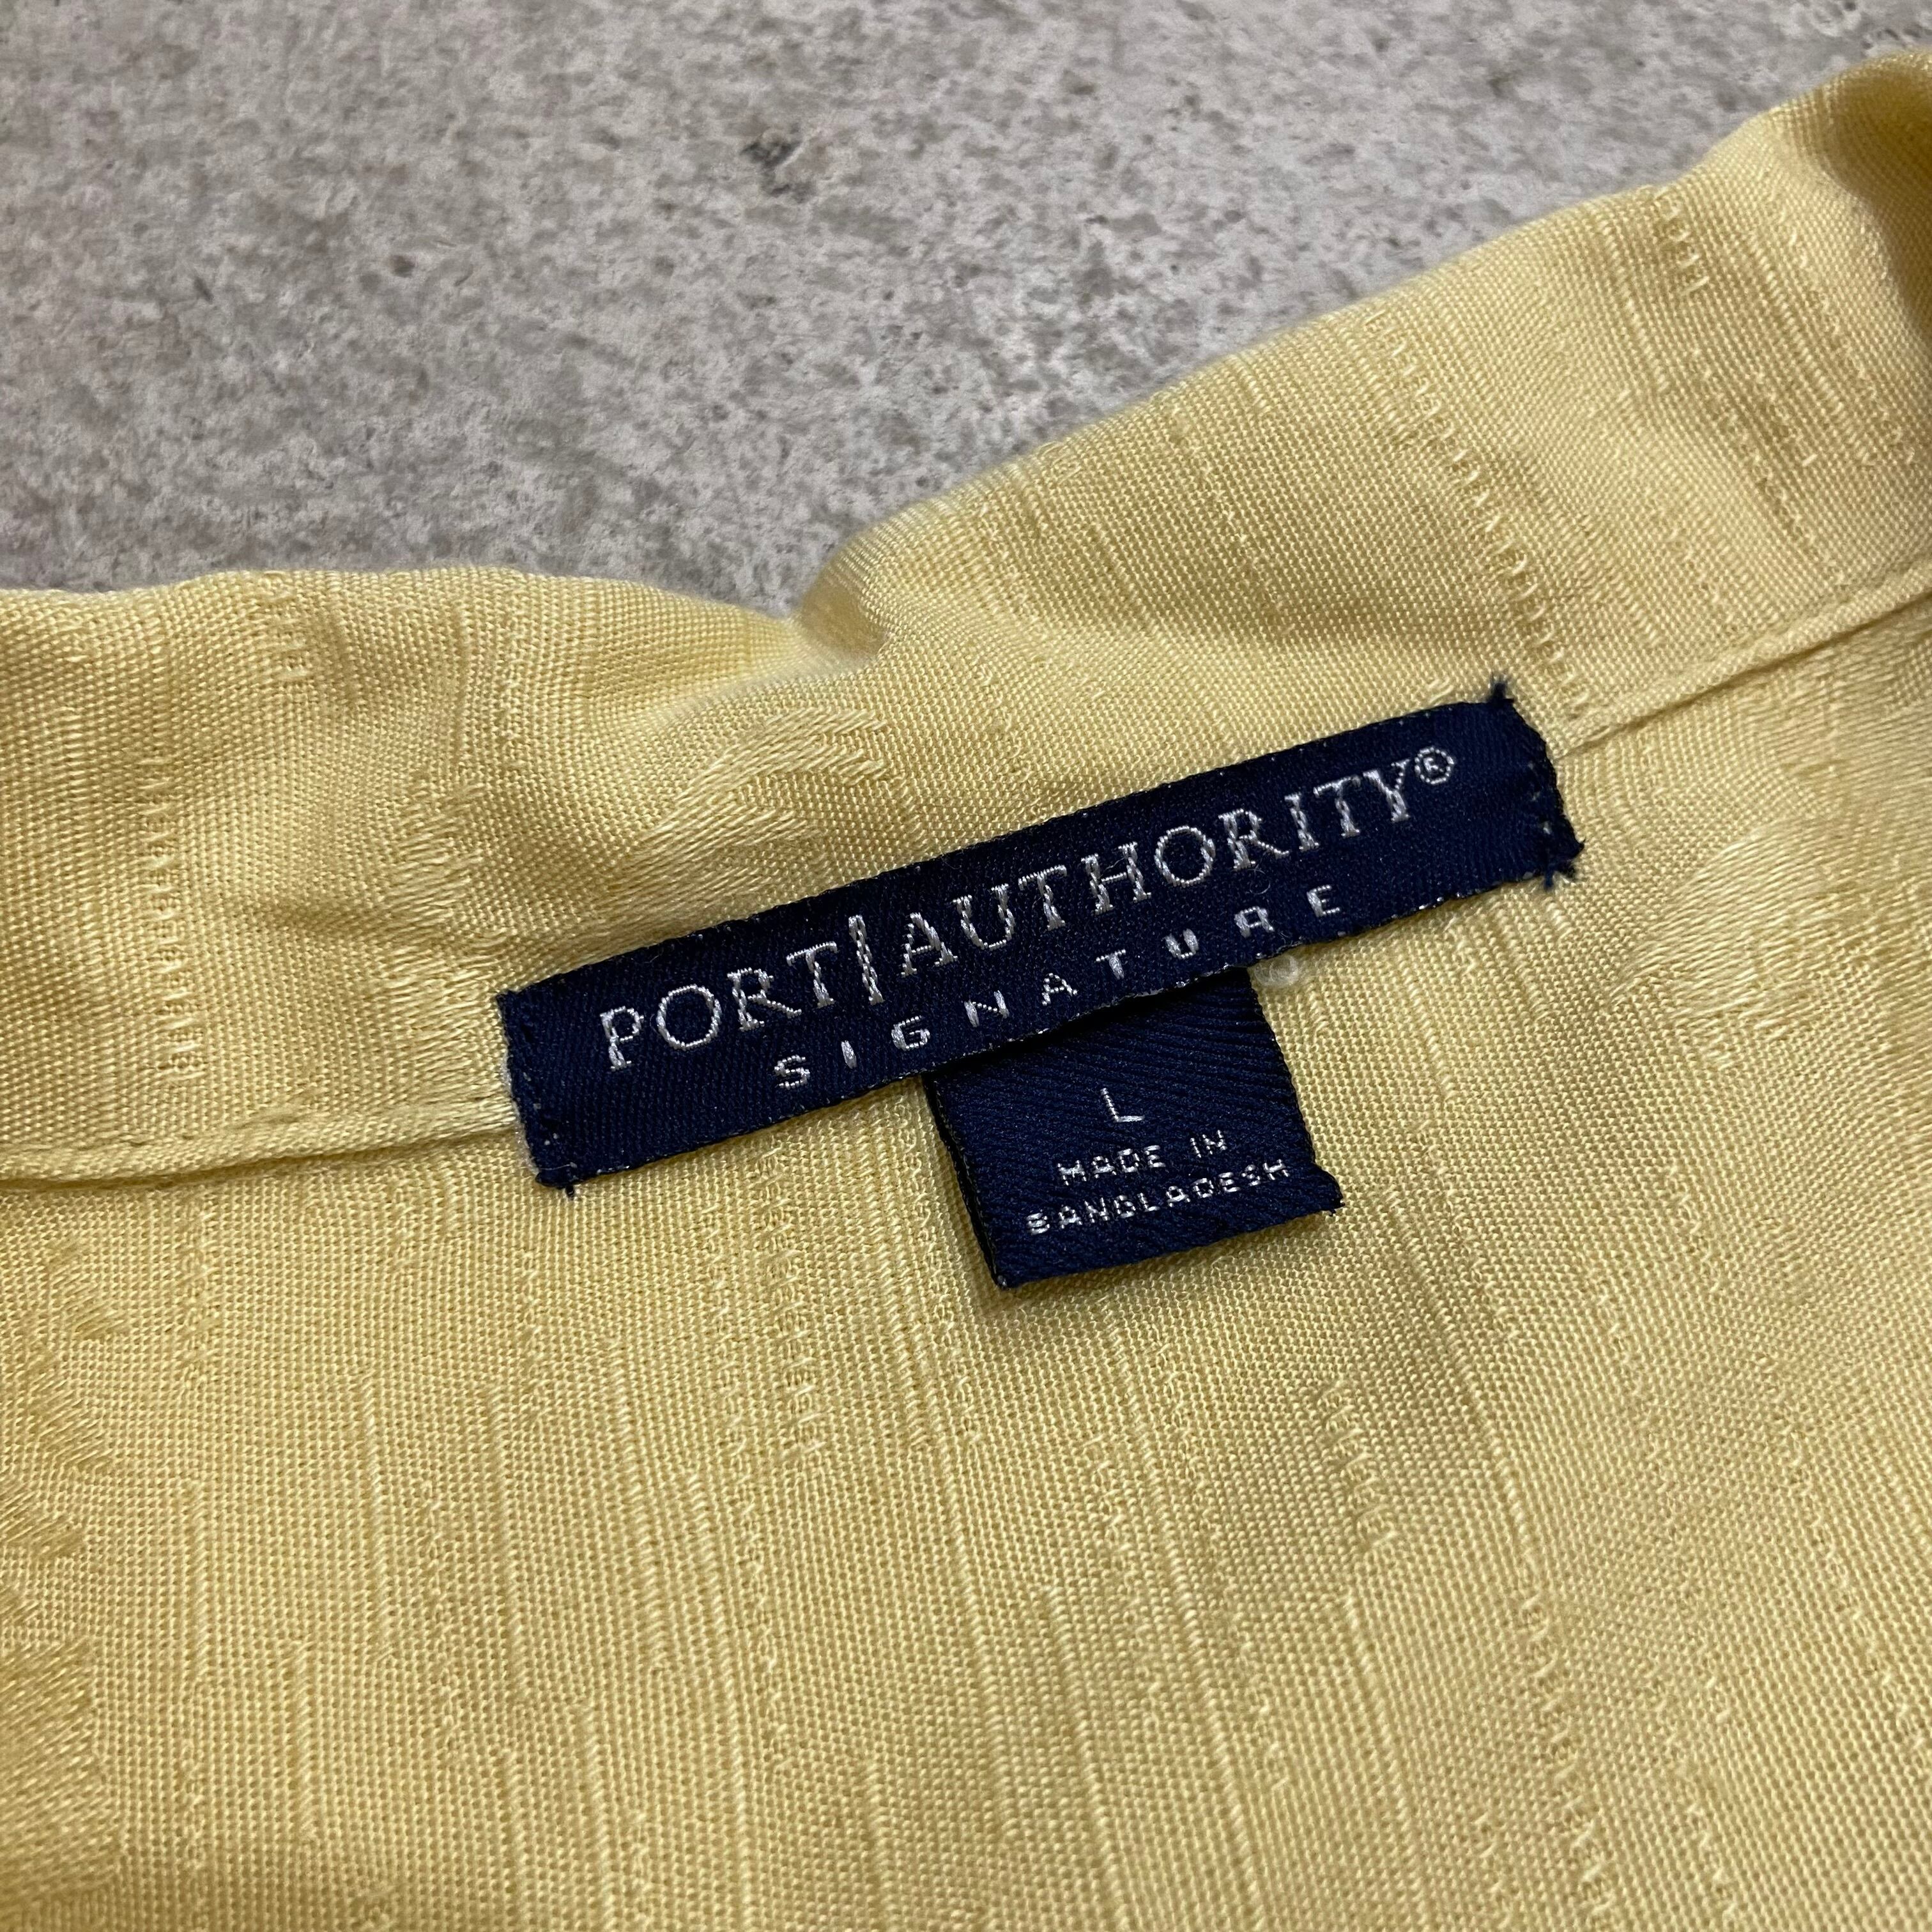 PORT|AUTHORITY®
SIGNATURE
L
MADE IN
BANGLADESH